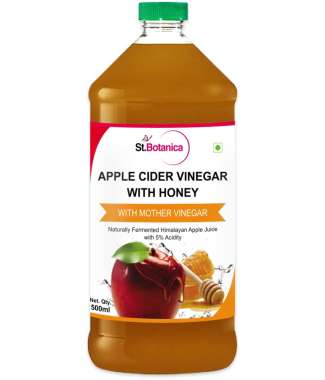 St.Botanica
APPLE CIDER VINEGAR
WITH HONEY
WITH MOTHER VINEGAR
Naturally Fermented Himalayan Apple Juice
with 5% Acidity
Net. Qty.
500ml